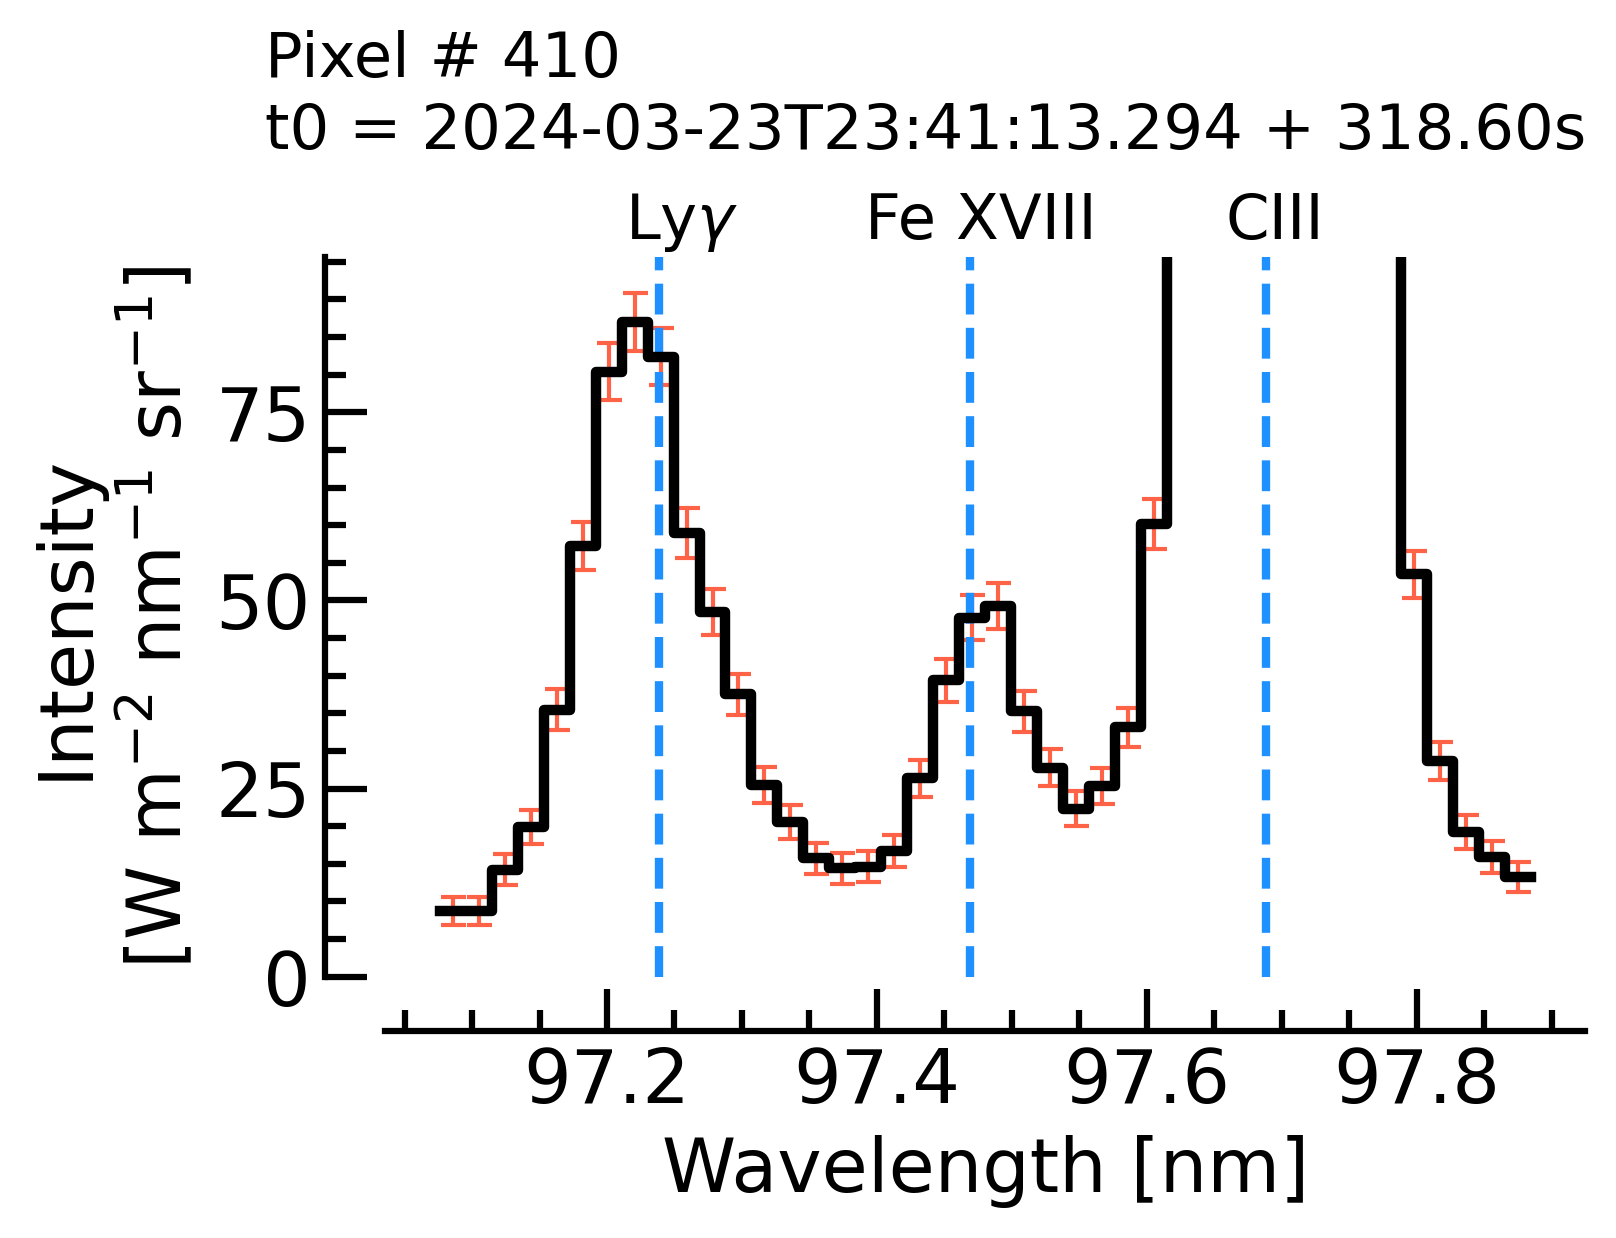 Pixel # 410
t0 = 2024-03-23T23:41:13.294 + 318.60s
Lyγ Fe XVIII CIII
Intensity
[W m⁻² nm⁻¹ sr⁻¹]
75
50
25
0
97.2 97.4 97.6 97.8
Wavelength [nm]